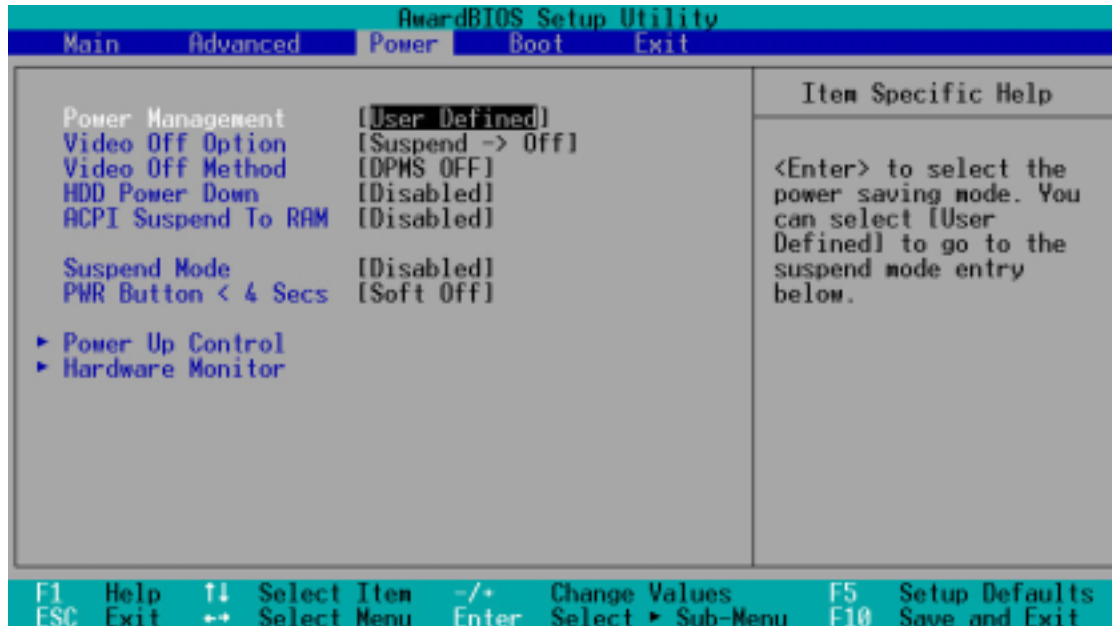 AwardBIOS Setup Utility
Main Advanced Power Boot Exit
Item Specific Help
Power Management [User Defined]
Video Off Option [Suspend -> Off]
Video Off Method [DPMS OFF]
HDD Power Down [Disabled]
ACPI Suspend To RAM [Disabled]
Suspend Mode [Disabled]
PWR Button < 4 Secs [Soft Off]
► Power Up Control
► Hardware Monitor
<Enter> to select the
power saving mode. You
can select [User
Defined] to go to the
suspend mode entry
below.
F1 Help ↑↓ Select Item -/+ Change Values F5 Setup Defaults
ESC Exit ←→ Select Menu Enter Select ► Sub-Menu F10 Save and Exit